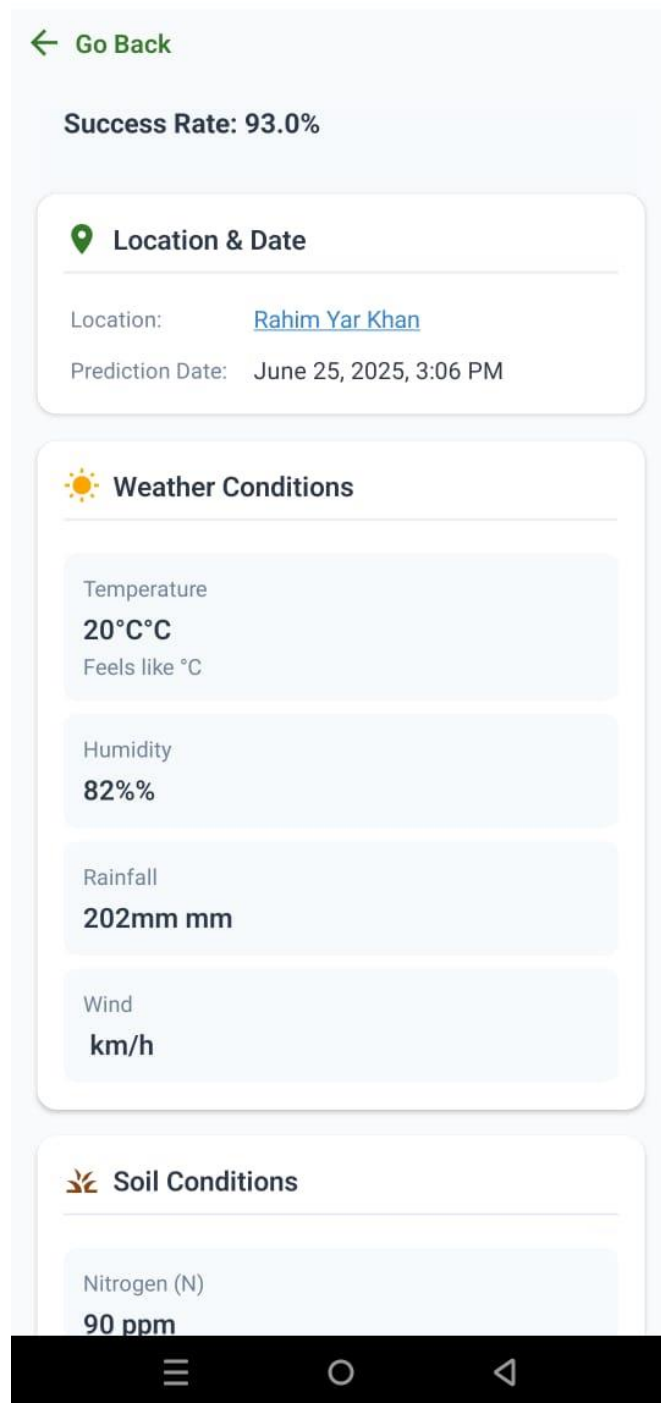 Go Back
Success Rate: 93.0%
Location & Date
Location: Rahim Yar Khan
Prediction Date: June 25, 2025, 3:06 PM
Weather Conditions
Temperature
20°C°C
Feels like °C
Humidity
82%%
Rainfall
202mm mm
Wind
km/h
Soil Conditions
Nitrogen (N)
90 ppm